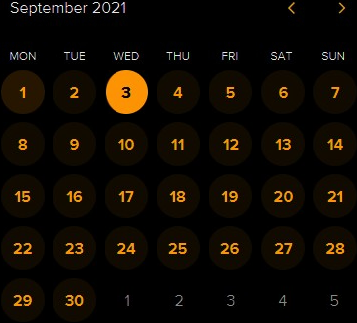 September 2021
MON TUE WED THU FRI SAT SUN
1 2 3 4 5 6 7
8 9 10 11 12 13 14
15 16 17 18 19 20 21
22 23 24 25 26 27 28
29 30 1 2 3 4 5